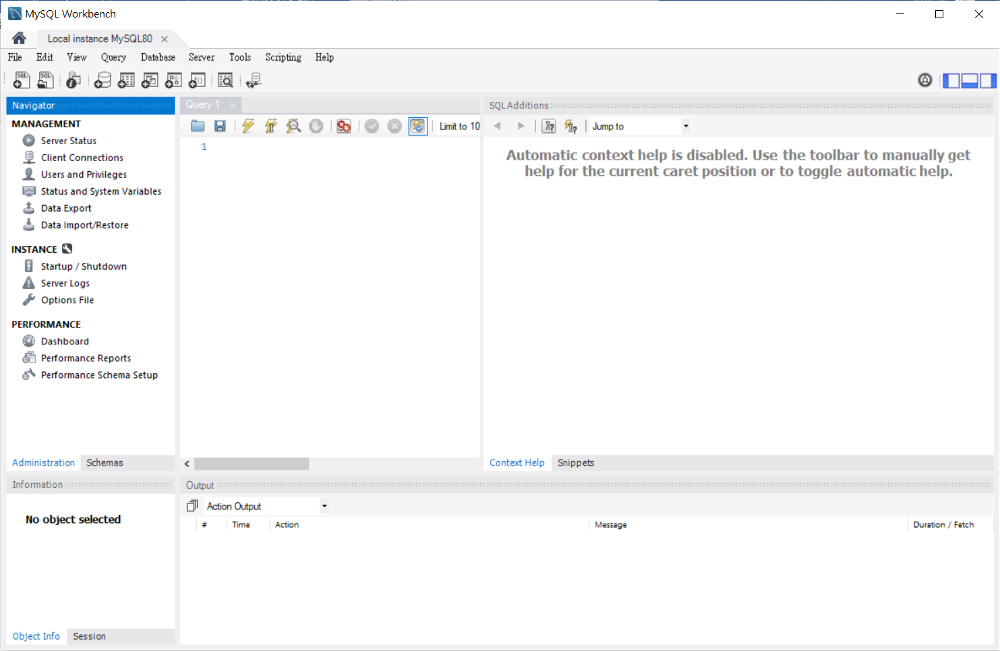 MySQL Workbench
Local instance MySQL80
File Edit View Query Database Server Tools Scripting Help
Navigator
MANAGEMENT
Server Status
Client Connections
Users and Privileges
Status and System Variables
Data Export
Data Import/Restore
INSTANCE
Startup / Shutdown
Server Logs
Options File
PERFORMANCE
Dashboard
Performance Reports
Performance Schema Setup
Administration Schemas
Query 1
Limit to 10
1
SQLAdditions
Jump to
Automatic context help is disabled. Use the toolbar to manually get
help for the current caret position or to toggle automatic help.
Context Help Snippets
Information
No object selected
Object Info Session
Output
Action Output
# Time Action Message Duration / Fetch